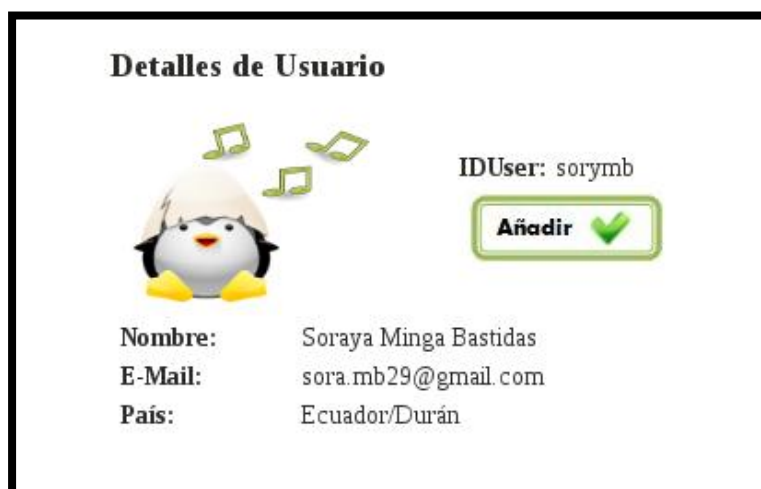 Detalles de Usuario
IDUser: sorymb
Añadir
Nombre: Soraya Minga Bastidas
E-Mail: sora.mb29@gmail.com
País: Ecuador/Durán